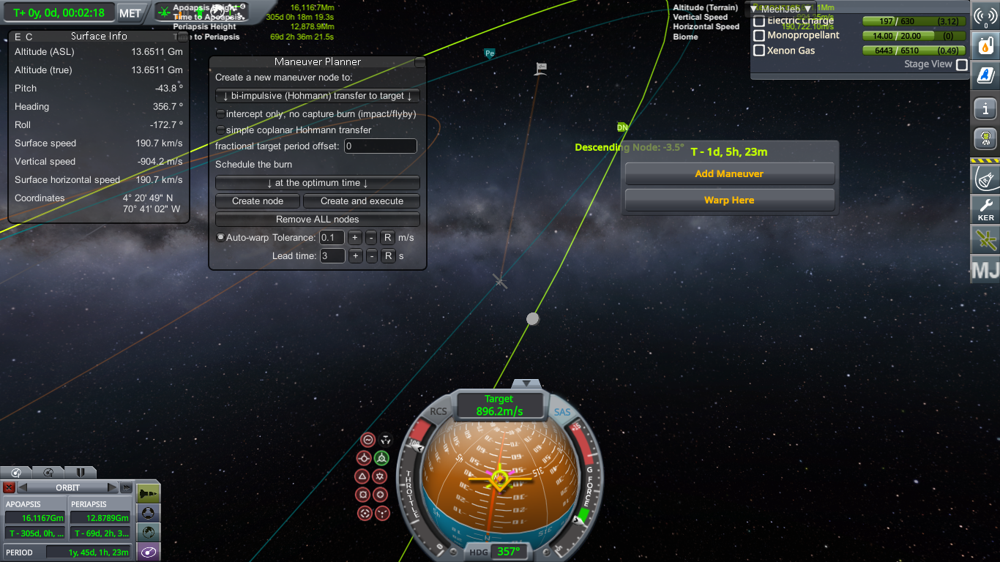 T+ 0y, 0d, 00:02:18
MET
Apoapsis Height
16,116.7Mm
Time to Apoapsis
305d 0h 18m 19.3s
Periapsis Height
12,878.9Mm
to Periapsis
69d 2h 36m 21.5s
Altitude (Terrain)
Vertical Speed
Horizontal Speed
190,722.10m/s
Biome
▼ MechJeb ▼
Electric Charge
197 / 630 (3.12)
Monopropellant
14.00 / 20.00 (0)
Xenon Gas
6443 / 6510 (0.49)
Stage View
E C Surface Info
Altitude (ASL) 13.6511 Gm
Altitude (true) 13.6511 Gm
Pitch -43.8 º
Heading 356.7 º
Roll -172.7 º
Surface speed 190.7 km/s
Vertical speed -904.2 m/s
Surface horizontal speed 190.7 km/s
Coordinates 4° 20' 49" N
70° 41' 02" W
Maneuver Planner
Create a new maneuver node to:
↓ bi-impulsive (Hohmann) transfer to target ↓
intercept only, no capture burn (impact/flyby)
simple coplanar Hohmann transfer
fractional target period offset: 0
Schedule the burn
↓ at the optimum time ↓
Create node
Create and execute
Remove ALL nodes
Auto-warp Tolerance: 0.1 + - R m/s
Lead time: 3 + - R s
Pe
DN
Descending Node: -3.5°
T - 1d, 5h, 23m
Add Maneuver
Warp Here
KER
MJ
Target
896.2m/s
RCS
SAS
THROTTLE
G FORCE
HDG 357°
ORBIT
APOAPSIS
PERIAPSIS
16.1167Gm
12.8789Gm
T - 305d, 0h, ...
T - 69d, 2h, 3...
PERIOD
1y, 45d, 1h, 23m